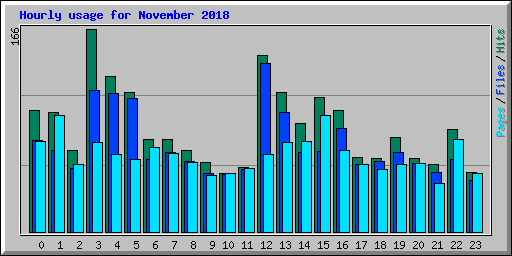 Hourly usage for November 2018
166
Pages/Files/Hits
0 1 2 3 4 5 6 7 8 9 10 11 12 13 14 15 16 17 18 19 20 21 22 23